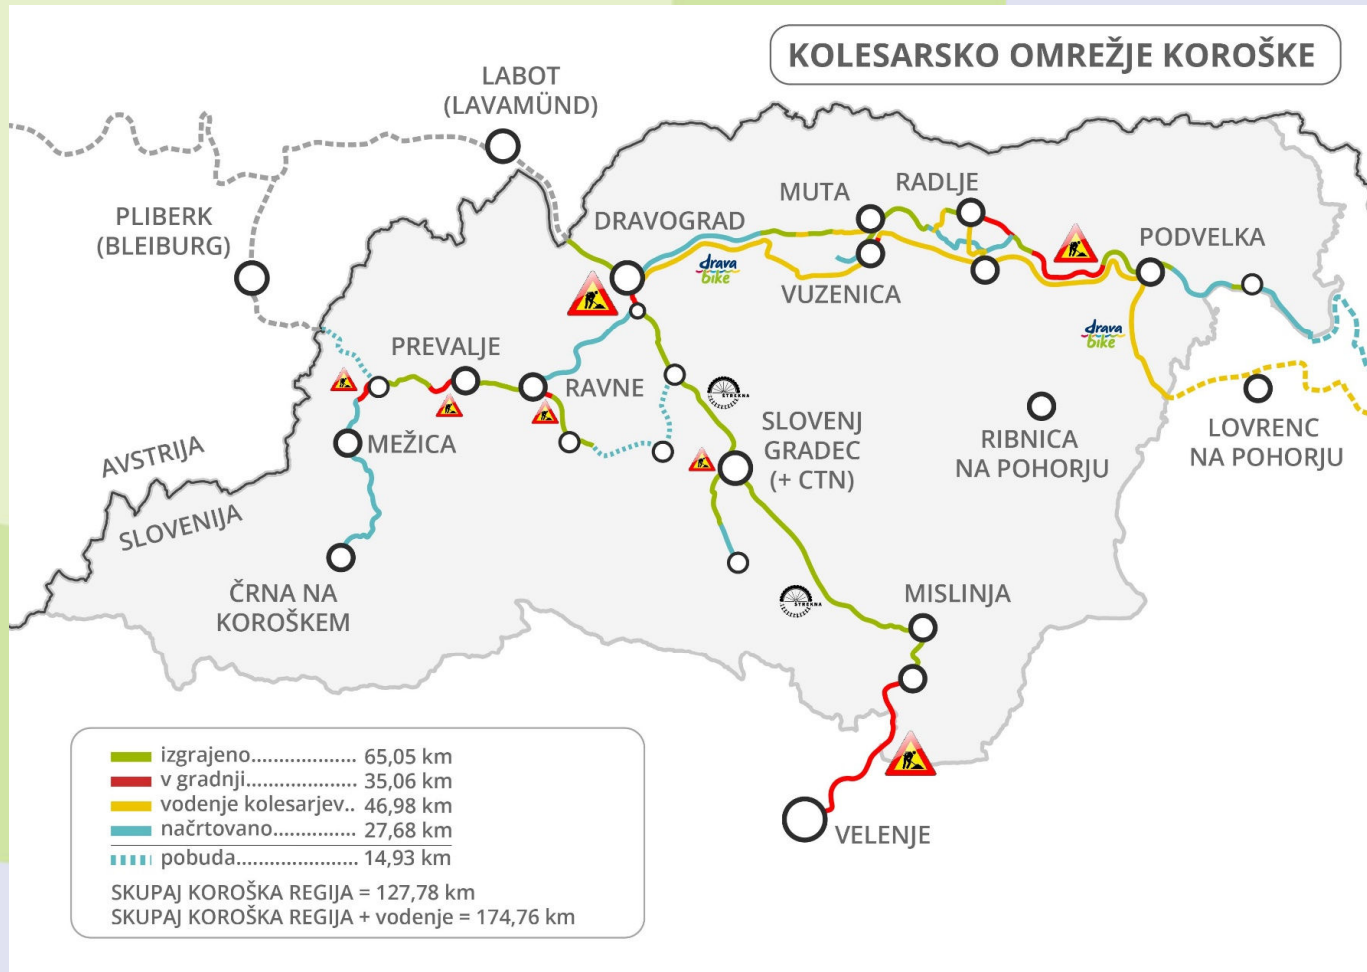 KOLESARSKO OMREŽJE KOROŠKE
LABOT
(LAVAMÜND)
PLIBERK
(BLEIBURG)
DRAVOGRAD
MUTA
RADLJE
PODVELKA
drava
bike
VUZENICA
drava
bike
PREVALJE
RAVNE
STREKNA
SLOVENJ
GRADEC
(+ CTN)
RIBNICA
NA POHORJU
LOVRENC
NA POHORJU
MEŽICA
AVSTRIJA
SLOVENIJA
ČRNA NA
KOROŠKEM
STREKNA
MISLINJA
VELENJE
izgrajeno.................... 65,05 km
v gradnji..................... 35,06 km
vodenje kolesarjev.. 46,98 km
načrtovano............... 27,68 km
pobuda...................... 14,93 km
SKUPAJ KOROŠKA REGIJA = 127,78 km
SKUPAJ KOROŠKA REGIJA + vodenje = 174,76 km